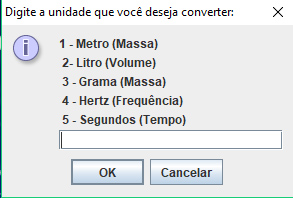 Digite a unidade que você deseja converter:
1 - Metro (Massa)
2- Litro (Volume)
3 - Grama (Massa)
4 - Hertz (Frequência)
5 - Segundos (Tempo)
OK
Cancelar